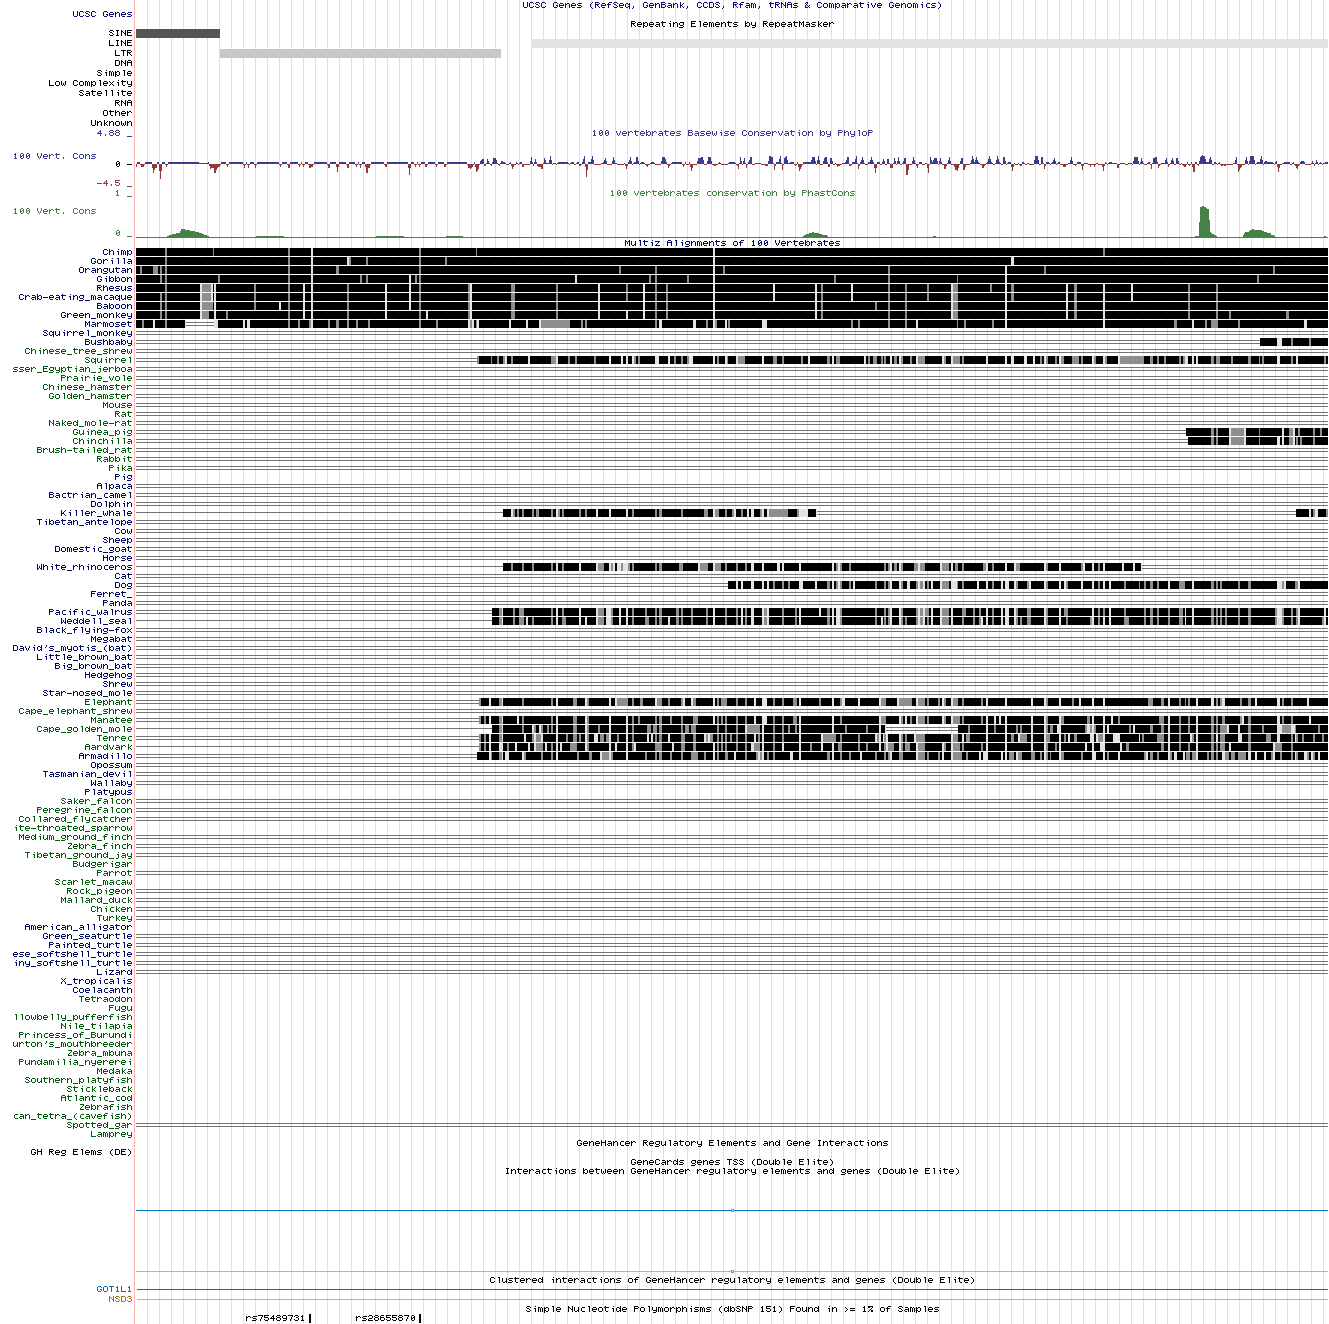 UCSC Genes (RefSeq, GenBank, CCDS, Rfam, tRNAs & Comparative Genomics)
UCSC Genes
Repeating Elements by RepeatMasker
SINE
LINE
LTR
DNA
Simple
Low Complexity
Satellite
RNA
Other
Unknown
4.88 _
100 vertebrates Basewise Conservation by PhyloP
100 Vert. Cons
0 _
-4.5 _
1 _
100 vertebrates conservation by PhastCons
100 Vert. Cons
0 _
Multiz Alignments of 100 Vertebrates
Chimp
Gorilla
Orangutan
Gibbon
Rhesus
Crab-eating_macaque
Baboon
Green_monkey
Marmoset
Squirrel_monkey
Bushbaby
Chinese_tree_shrew
Squirrel
sser_Egyptian_jerboa
Prairie_vole
Chinese_hamster
Golden_hamster
Mouse
Rat
Naked_mole-rat
Guinea_pig
Chinchilla
Brush-tailed_rat
Rabbit
Pika
Pig
Alpaca
Bactrian_camel
Dolphin
Killer_whale
Tibetan_antelope
Cow
Sheep
Domestic_goat
Horse
White_rhinoceros
Cat
Dog
Ferret_
Panda
Pacific_walrus
Weddell_seal
Black_flying-fox
Megabat
David's_myotis_(bat)
Little_brown_bat
Big_brown_bat
Hedgehog
Shrew
Star-nosed_mole
Elephant
Cape_elephant_shrew
Manatee
Cape_golden_mole
Tenrec
Aardvark
Armadillo
Opossum
Tasmanian_devil
Wallaby
Platypus
Saker_falcon
Peregrine_falcon
Collared_flycatcher
ite-throated_sparrow
Medium_ground_finch
Zebra_finch
Tibetan_ground_jay
Budgerigar
Parrot
Scarlet_macaw
Rock_pigeon
Mallard_duck
Chicken
Turkey
American_alligator
Green_seaturtle
Painted_turtle
ese_softshell_turtle
iny_softshell_turtle
Lizard
X_tropicalis
Coelacanth
Tetraodon
Fugu
llowbelly_pufferfish
Nile_tilapia
Princess_of_Burundi
urton's_mouthbreeder
Zebra_mbuna
Pundamilia_nyererei
Medaka
Southern_platyfish
Stickleback
Atlantic_cod
Zebrafish
can_tetra_(cavefish)
Spotted_gar
Lamprey
GeneHancer Regulatory Elements and Gene Interactions
GH Reg Elems (DE)
GeneCards genes TSS (Double Elite)
Interactions between GeneHancer regulatory elements and genes (Double Elite)
Clustered interactions of GeneHancer regulatory elements and genes (Double Elite)
GOT1L1
NSD3
Simple Nucleotide Polymorphisms (dbSNP 151) Found in >= 1% of Samples
rs75489731
rs28655870